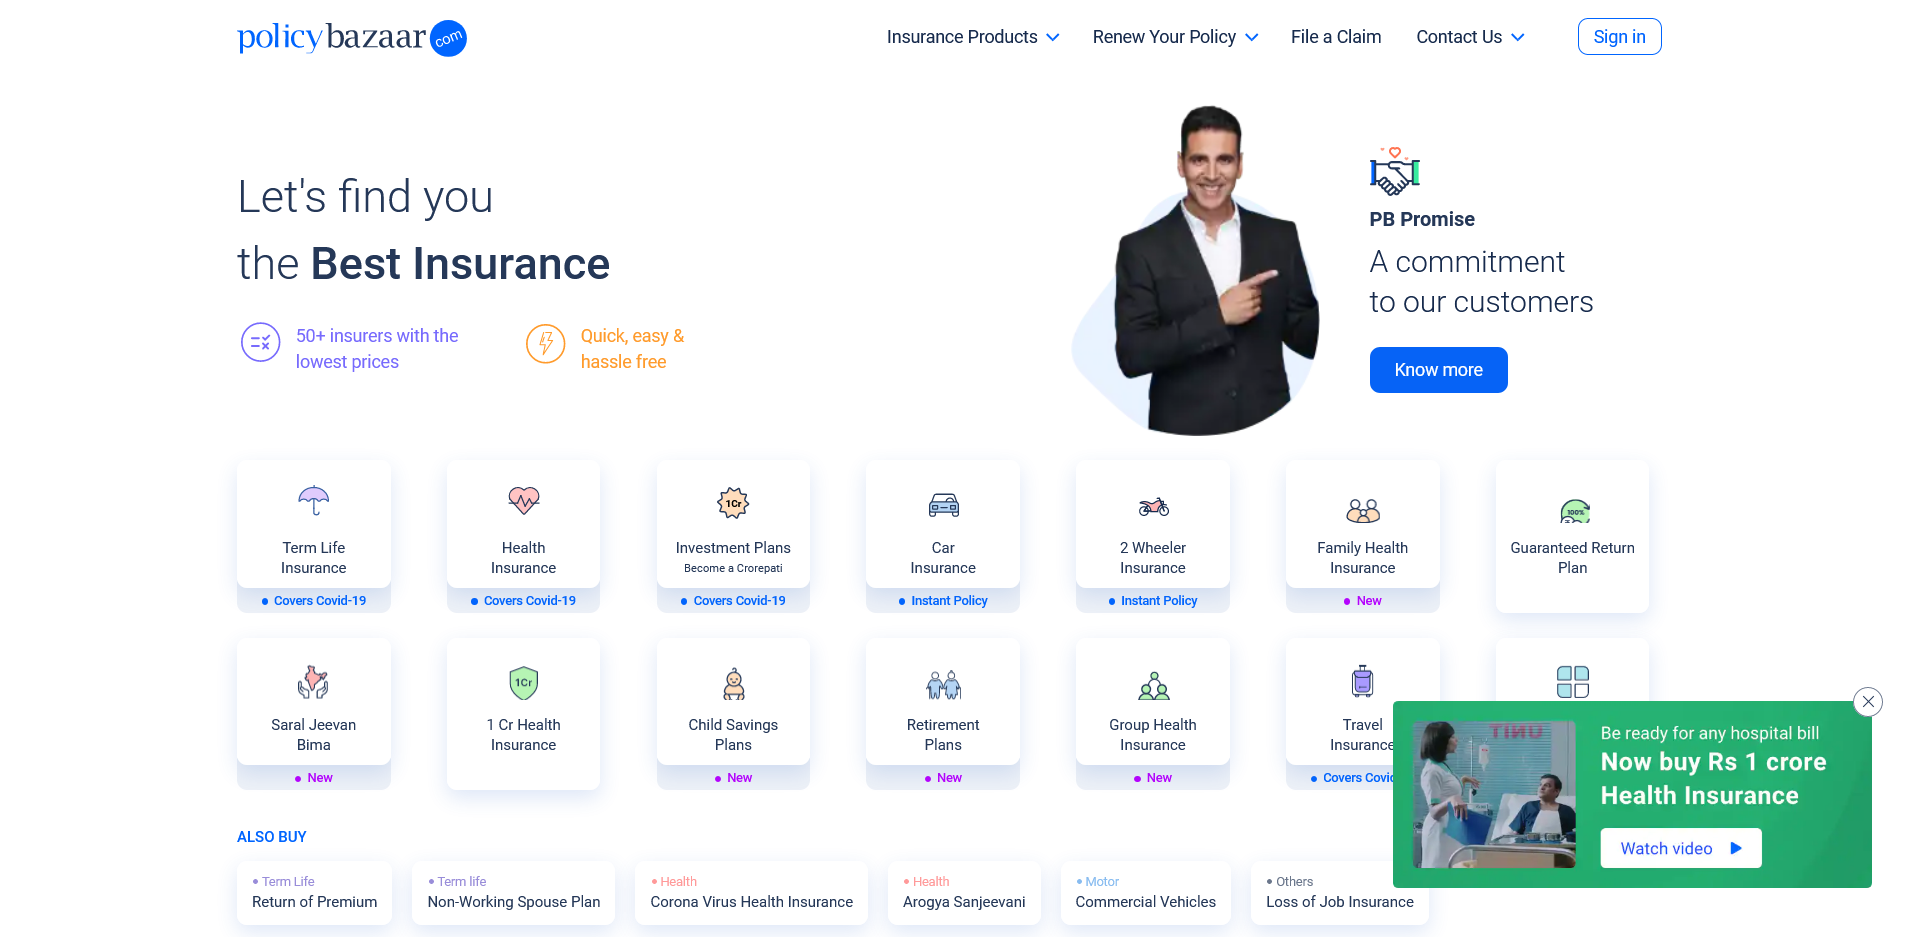 policybazaar com
Insurance Products
Renew Your Policy
File a Claim
Contact Us
Sign in
Let's find you
the Best Insurance
50+ insurers with the
lowest prices
Quick, easy &
hassle free
PB Promise
A commitment
to our customers
Know more
Term Life
Insurance
Covers Covid-19
Health
Insurance
Covers Covid-19
1Cr
Investment Plans
Become a Crorepati
Covers Covid-19
Car
Insurance
Instant Policy
2 Wheeler
Insurance
Instant Policy
Family Health
Insurance
New
100%
Guaranteed Return
Plan
Saral Jeevan
Bima
New
1Cr
1 Cr Health
Insurance
Child Savings
Plans
New
Retirement
Plans
New
Group Health
Insurance
New
Travel
Insurance
Covers Covid
Be ready for any hospital bill
Now buy Rs 1 crore
Health Insurance
Watch video
ALSO BUY
Term Life
Return of Premium
Term life
Non-Working Spouse Plan
Health
Corona Virus Health Insurance
Health
Arogya Sanjeevani
Motor
Commercial Vehicles
Others
Loss of Job Insurance